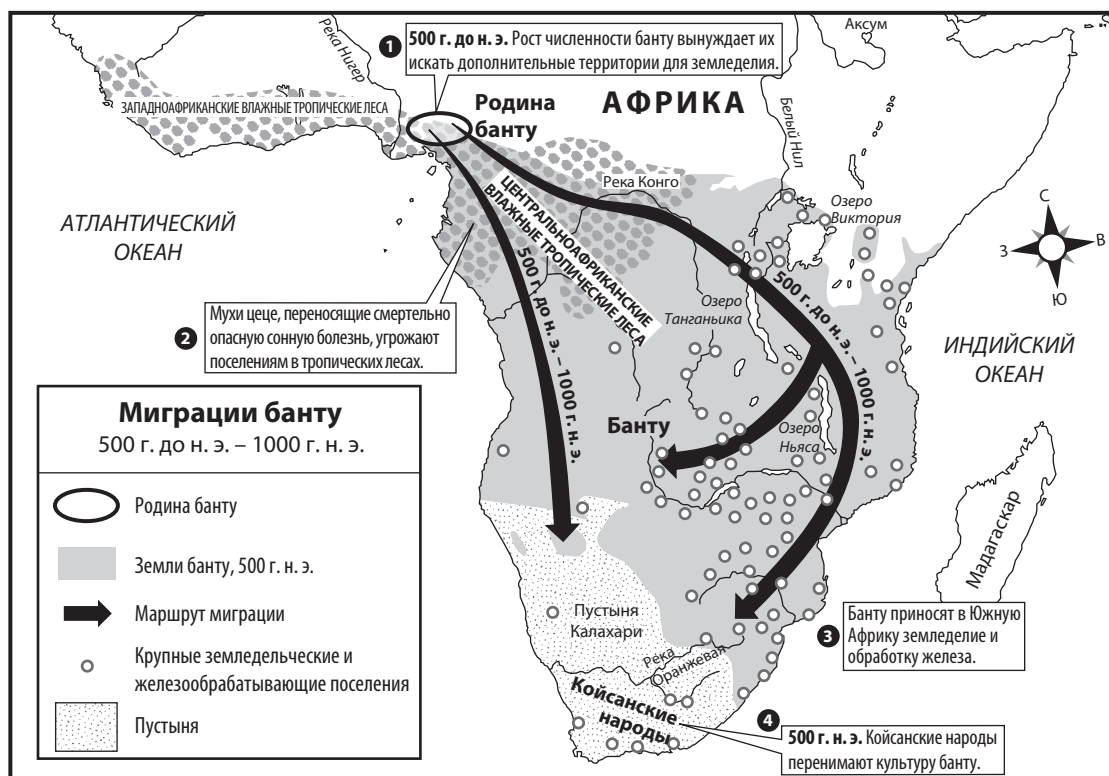 Река Нигер
1 500 г. до н. э. Рост численности банту вынуждает их
искать дополнительные территории для земледелия.
Аксум
ЗАПАДНОАФРИКАНСКИЕ ВЛАЖНЫЕ ТРОПИЧЕСКИЕ ЛЕСА
Родина
банту
АФРИКА
Белый Нил
Река Конго
Озеро
Виктория
АТЛАНТИЧЕСКИЙ
ОКЕАН
ЦЕНТРАЛЬНОАФРИКАНСКИЕ
ВЛАЖНЫЕ ТРОПИЧЕСКИЕ ЛЕСА
С
З
В
Ю
500 г. до н. э. – 1000 г. н. э.
500 г. до н. э. – 1000 г. н. э.
Озеро
Танганьика
2 Мухи цеце, переносящие смертельно
опасную сонную болезнь, угрожают
поселениям в тропических лесах.
ИНДИЙСКИЙ
ОКЕАН
Банту
Озеро
Ньяса
Мадагаскар
Миграции банту
500 г. до н. э. – 1000 г. н. э.
Родина банту
Земли банту, 500 г. н. э.
Маршрут миграции
Крупные земледельческие и
железообрабатывающие поселения
Пустыня
Пустыня
Калахари
3 Банту приносят в Южную
Африку земледелие и
обработку железа.
Река
Оранжевая
Койсанские
народы
4 500 г. н. э. Койсанские народы
перенимают культуру банту.